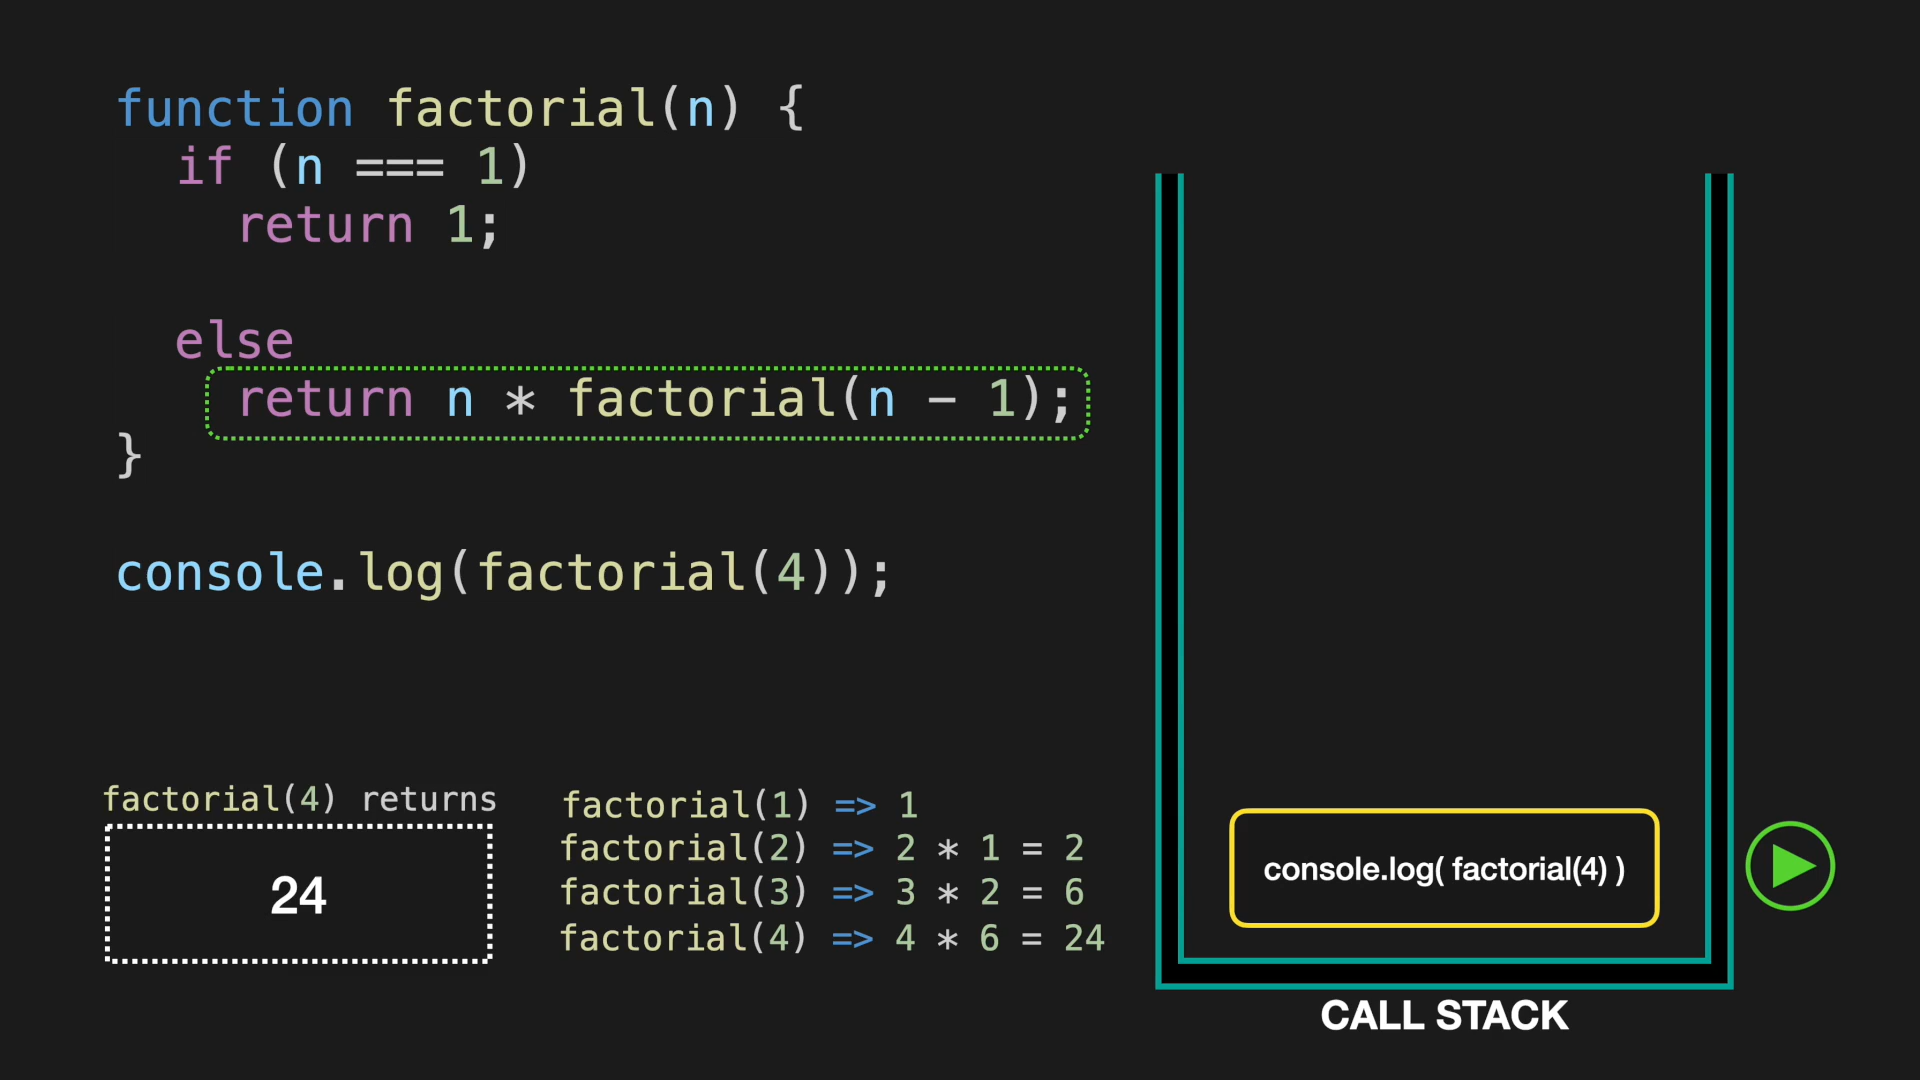 function factorial(n) {
  if (n === 1)
    return 1;

  else
    return n * factorial(n - 1);
}

console.log(factorial(4));

factorial(4) returns
24
factorial(1) => 1
factorial(2) => 2 * 1 = 2
factorial(3) => 3 * 2 = 6
factorial(4) => 4 * 6 = 24
console.log( factorial(4) )
CALL STACK